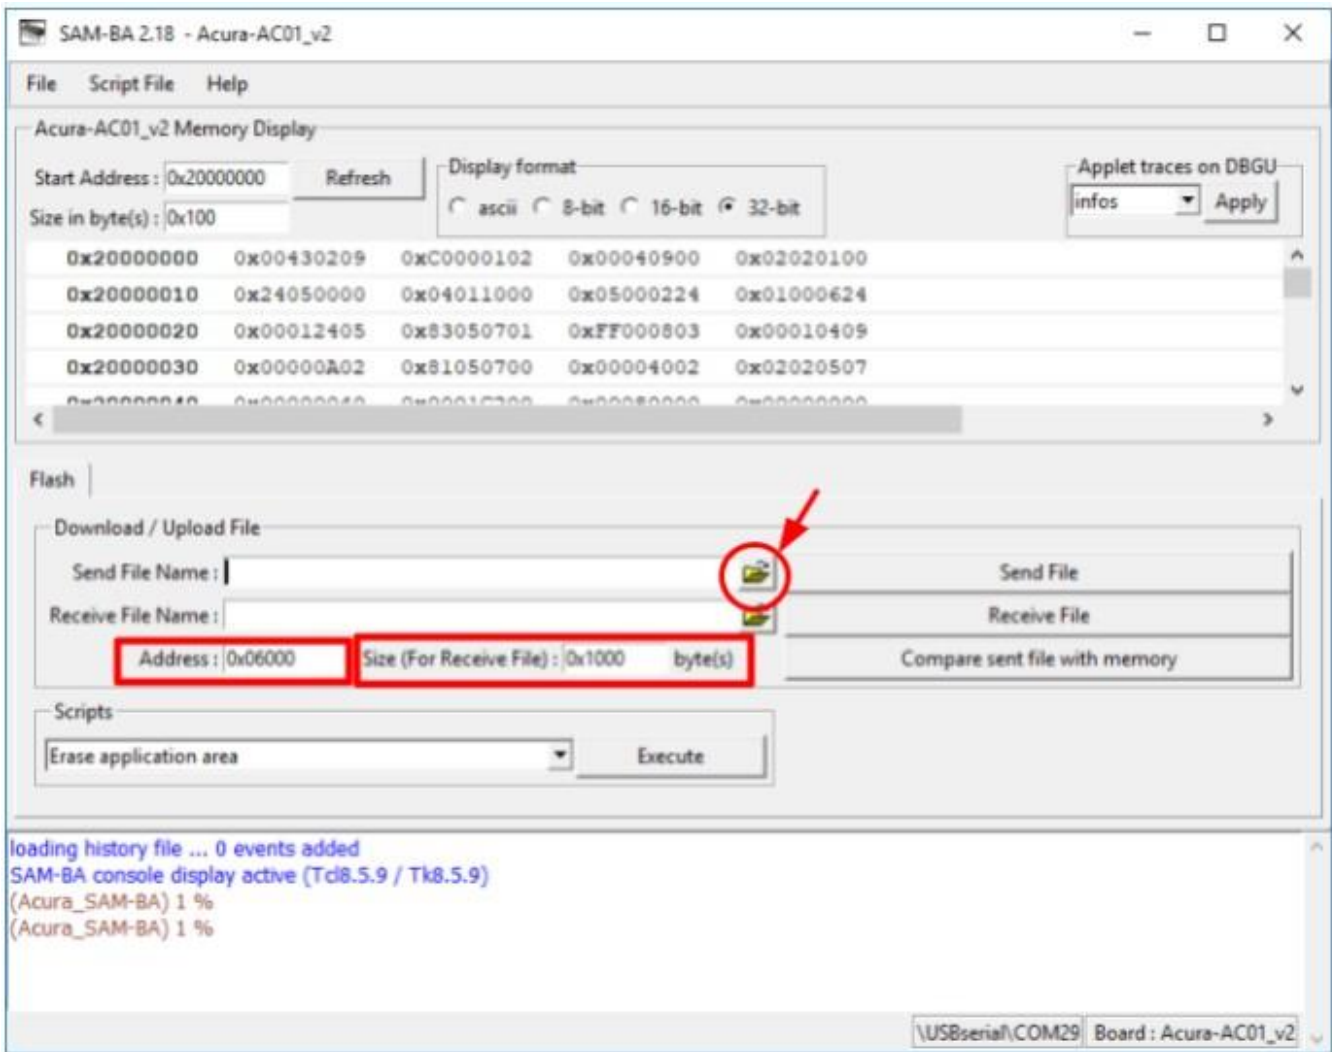 SAM-BA 2.18 - Acura-AC01_v2
File Script File Help
Acura-AC01_v2 Memory Display
Start Address : 0x20000000 Refresh
Size in byte(s) : 0x100
Display format
ascii 8-bit 16-bit 32-bit
Applet traces on DBGU
infos Apply
0x20000000 0x00430209 0xC0000102 0x00040900 0x02020100
0x20000010 0x24050000 0x04011000 0x05000224 0x01000624
0x20000020 0x00012405 0x83050701 0xFF000803 0x00010409
0x20000030 0x00000A02 0x81050700 0x00004002 0x02020507
Flash
Download / Upload File
Send File Name : Send File
Receive File Name : Receive File
Address : 0x06000 Size (For Receive File) : 0x1000 byte(s) Compare sent file with memory
Scripts
Erase application area Execute
loading history file ... 0 events added
SAM-BA console display active (Tcl8.5.9 / Tk8.5.9)
(Acura_SAM-BA) 1 %
(Acura_SAM-BA) 1 %
\USBserial\COM29 Board : Acura-AC01_v2